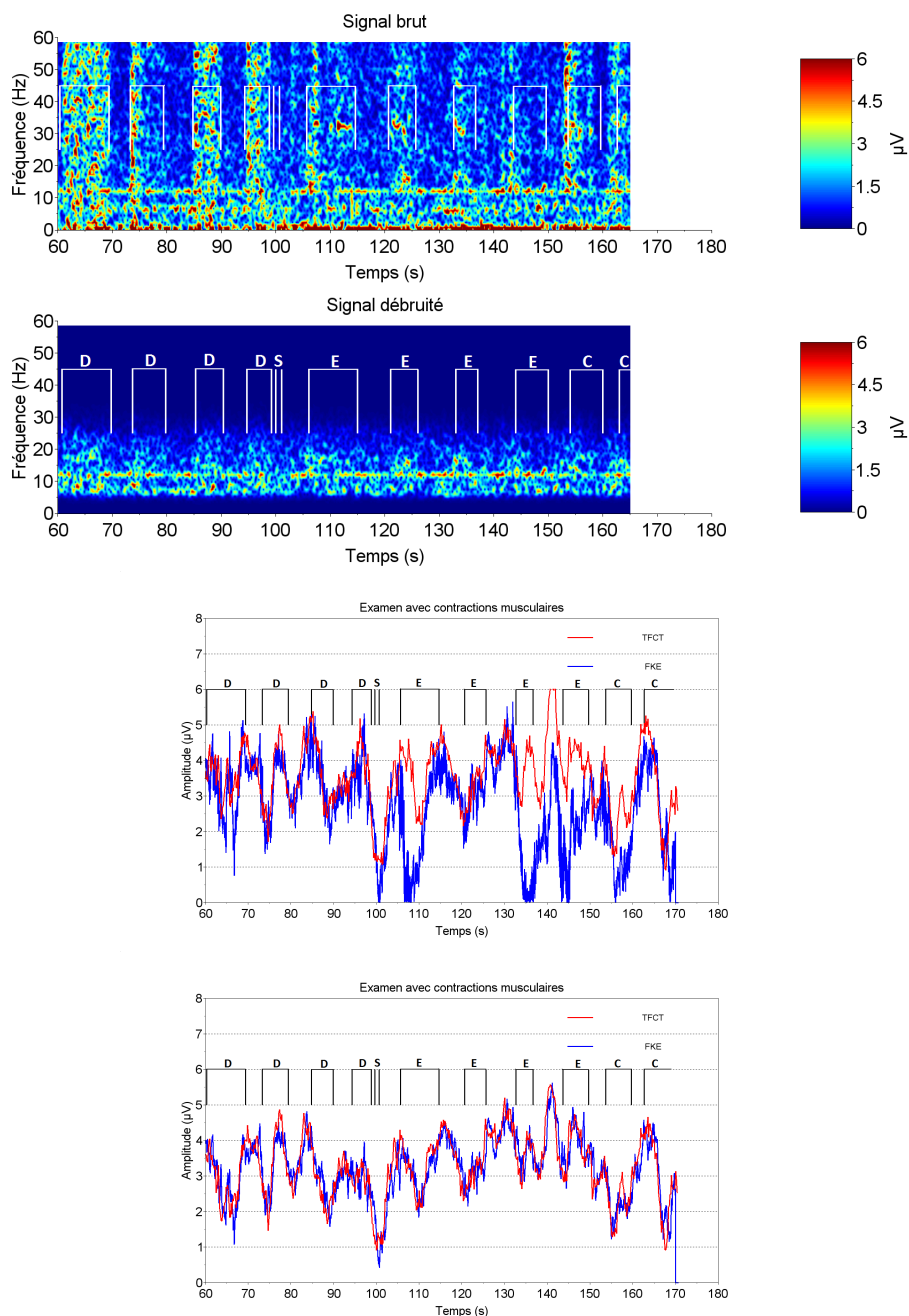 Signal brut
60
50
40
30
20
10
0
Fréquence (Hz)
60 70 80 90 100 110 120 130 140 150 160 170 180
Temps (s)
6
4.5
3
1.5
0
µV
Signal débruité
60
50
40
30
20
10
0
Fréquence (Hz)
D D D D S E E E E C C
60 70 80 90 100 110 120 130 140 150 160 170 180
Temps (s)
6
4.5
3
1.5
0
µV
Examen avec contractions musculaires
8
7
6
5
4
3
2
1
0
Amplitude (µV)
TFCT
FKE
D D D D S E E E E C C
60 70 80 90 100 110 120 130 140 150 160 170 180
Temps (s)
Examen avec contractions musculaires
8
7
6
5
4
3
2
1
0
Amplitude (µV)
TFCT
FKE
D D D D S E E E E C C
60 70 80 90 100 110 120 130 140 150 160 170 180
Temps (s)